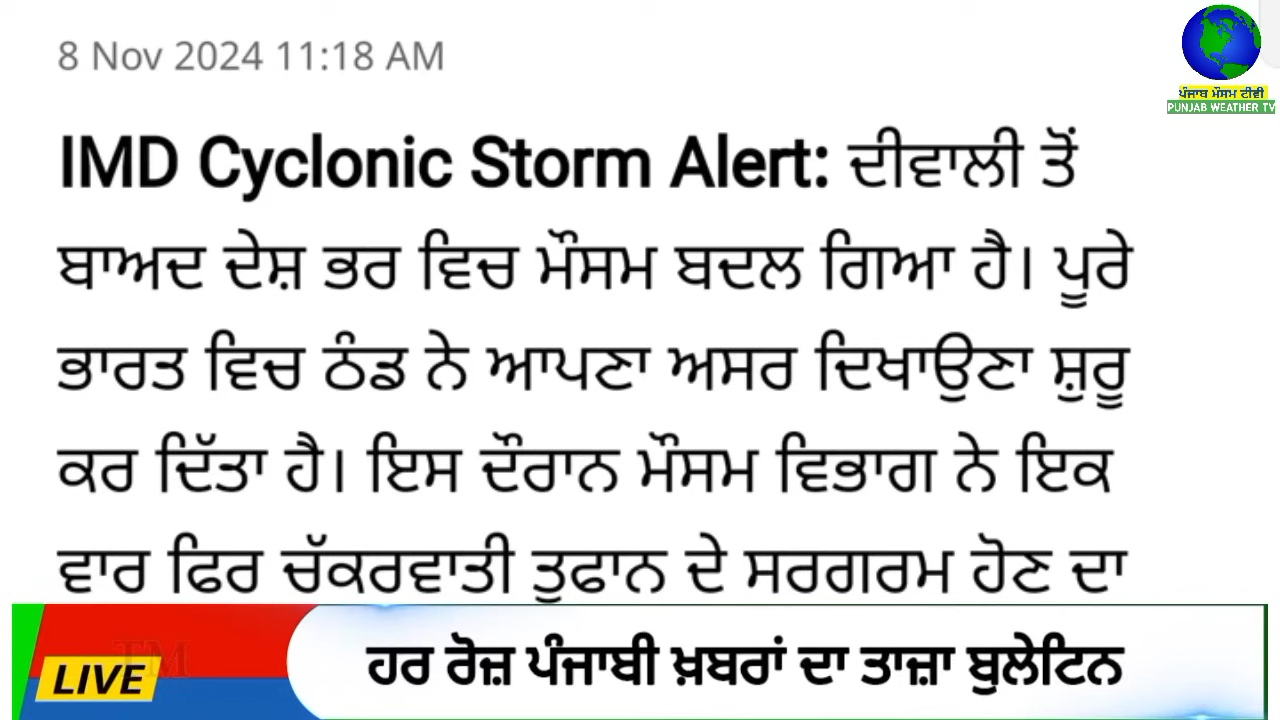 8 Nov 2024 11:18 AM
ਪੰਜਾਬ ਮੌਸਮ ਟੀਵੀ
PUNJAB WEATHER TV
IMD Cyclonic Storm Alert: ਦੀਵਾਲੀ ਤੋਂ
ਬਾਅਦ ਦੇਸ਼ ਭਰ ਵਿਚ ਮੌਸਮ ਬਦਲ ਗਿਆ ਹੈ। ਪੂਰੇ
ਭਾਰਤ ਵਿਚ ਠੰਡ ਨੇ ਆਪਣਾ ਅਸਰ ਦਿਖਾਉਣਾ ਸ਼ੁਰੂ
ਕਰ ਦਿੱਤਾ ਹੈ। ਇਸ ਦੌਰਾਨ ਮੌਸਮ ਵਿਭਾਗ ਨੇ ਇਕ
ਵਾਰ ਫਿਰ ਚੱਕਰਵਾਤੀ ਤੁਫਾਨ ਦੇ ਸਰਗਰਮ ਹੋਣ ਦਾ
TM
LIVE
ਹਰ ਰੋਜ਼ ਪੰਜਾਬੀ ਖ਼ਬਰਾਂ ਦਾ ਤਾਜ਼ਾ ਬੁਲੇਟਿਨ